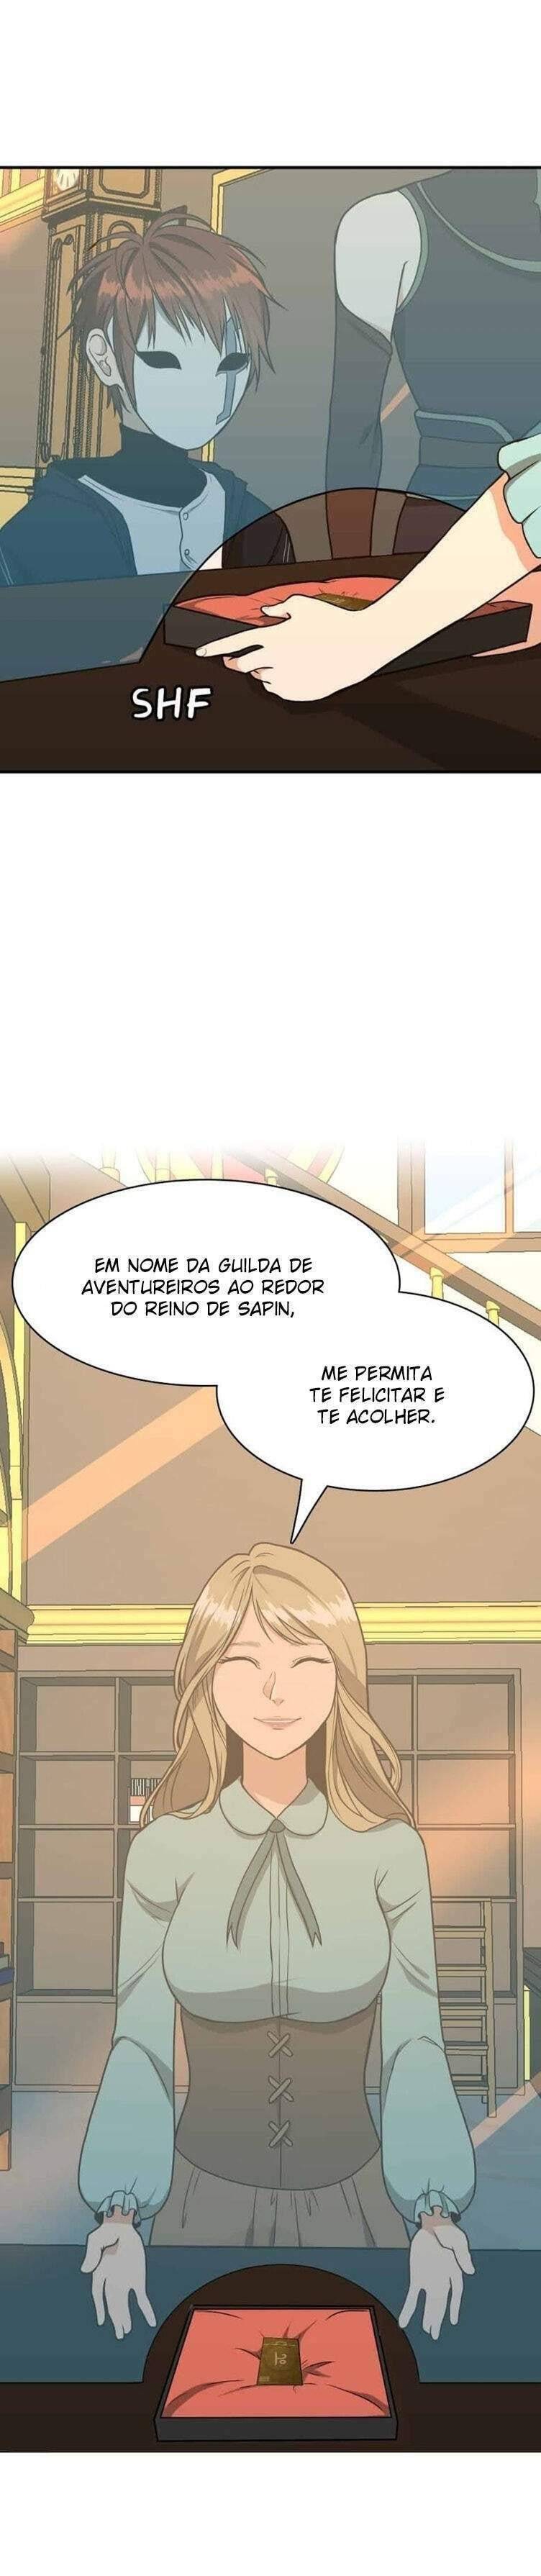 SHF
EM NOME DA GUILDA DE
AVENTUREIROS AO REDOR
DO REINO DE SAPIN,
ME PERMITA
TE FELICITAR E
TE ACOLHER.